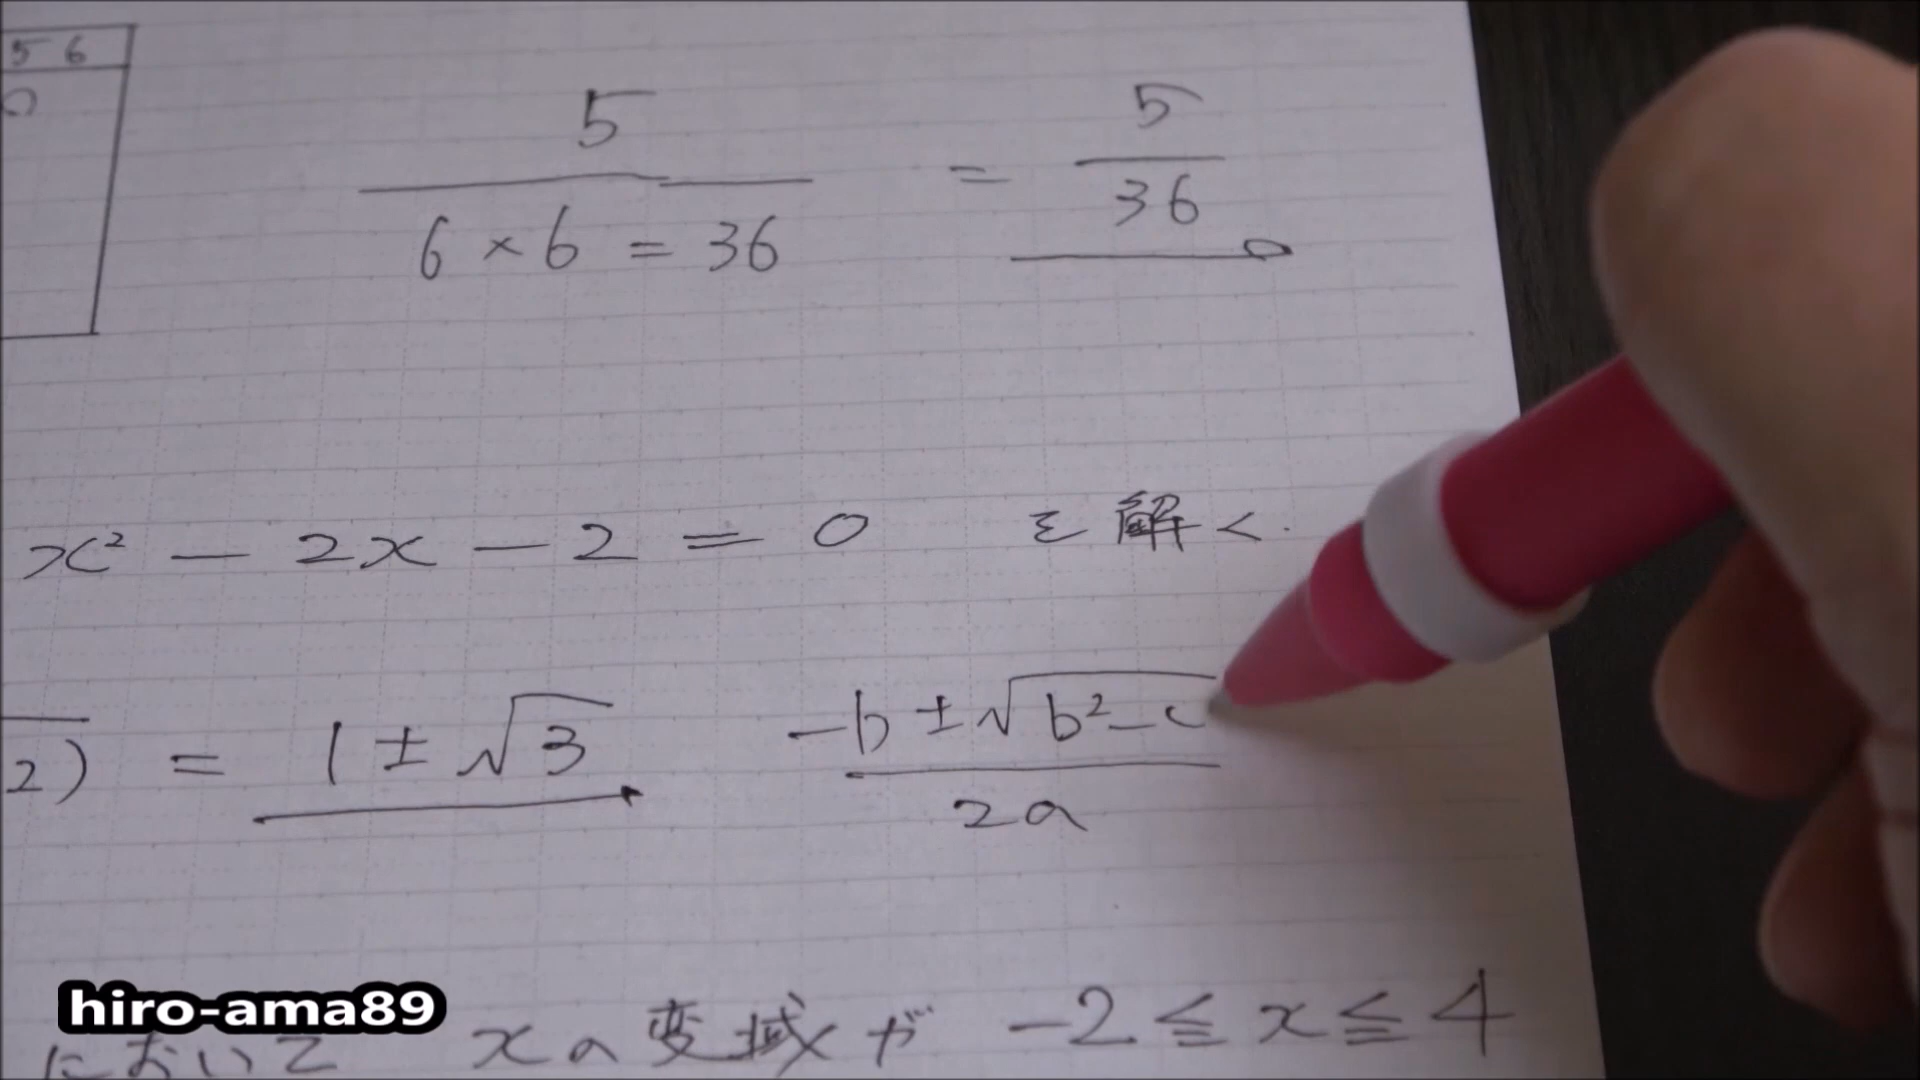 5 6
5
6 × 6 = 36
= 5/36
x² - 2x - 2 = 0 を解く.
2) = 1 ± √3
-b ± √b² - c
2a
hiro-ama89
において xの変域が -2 ≦ x ≦ 4